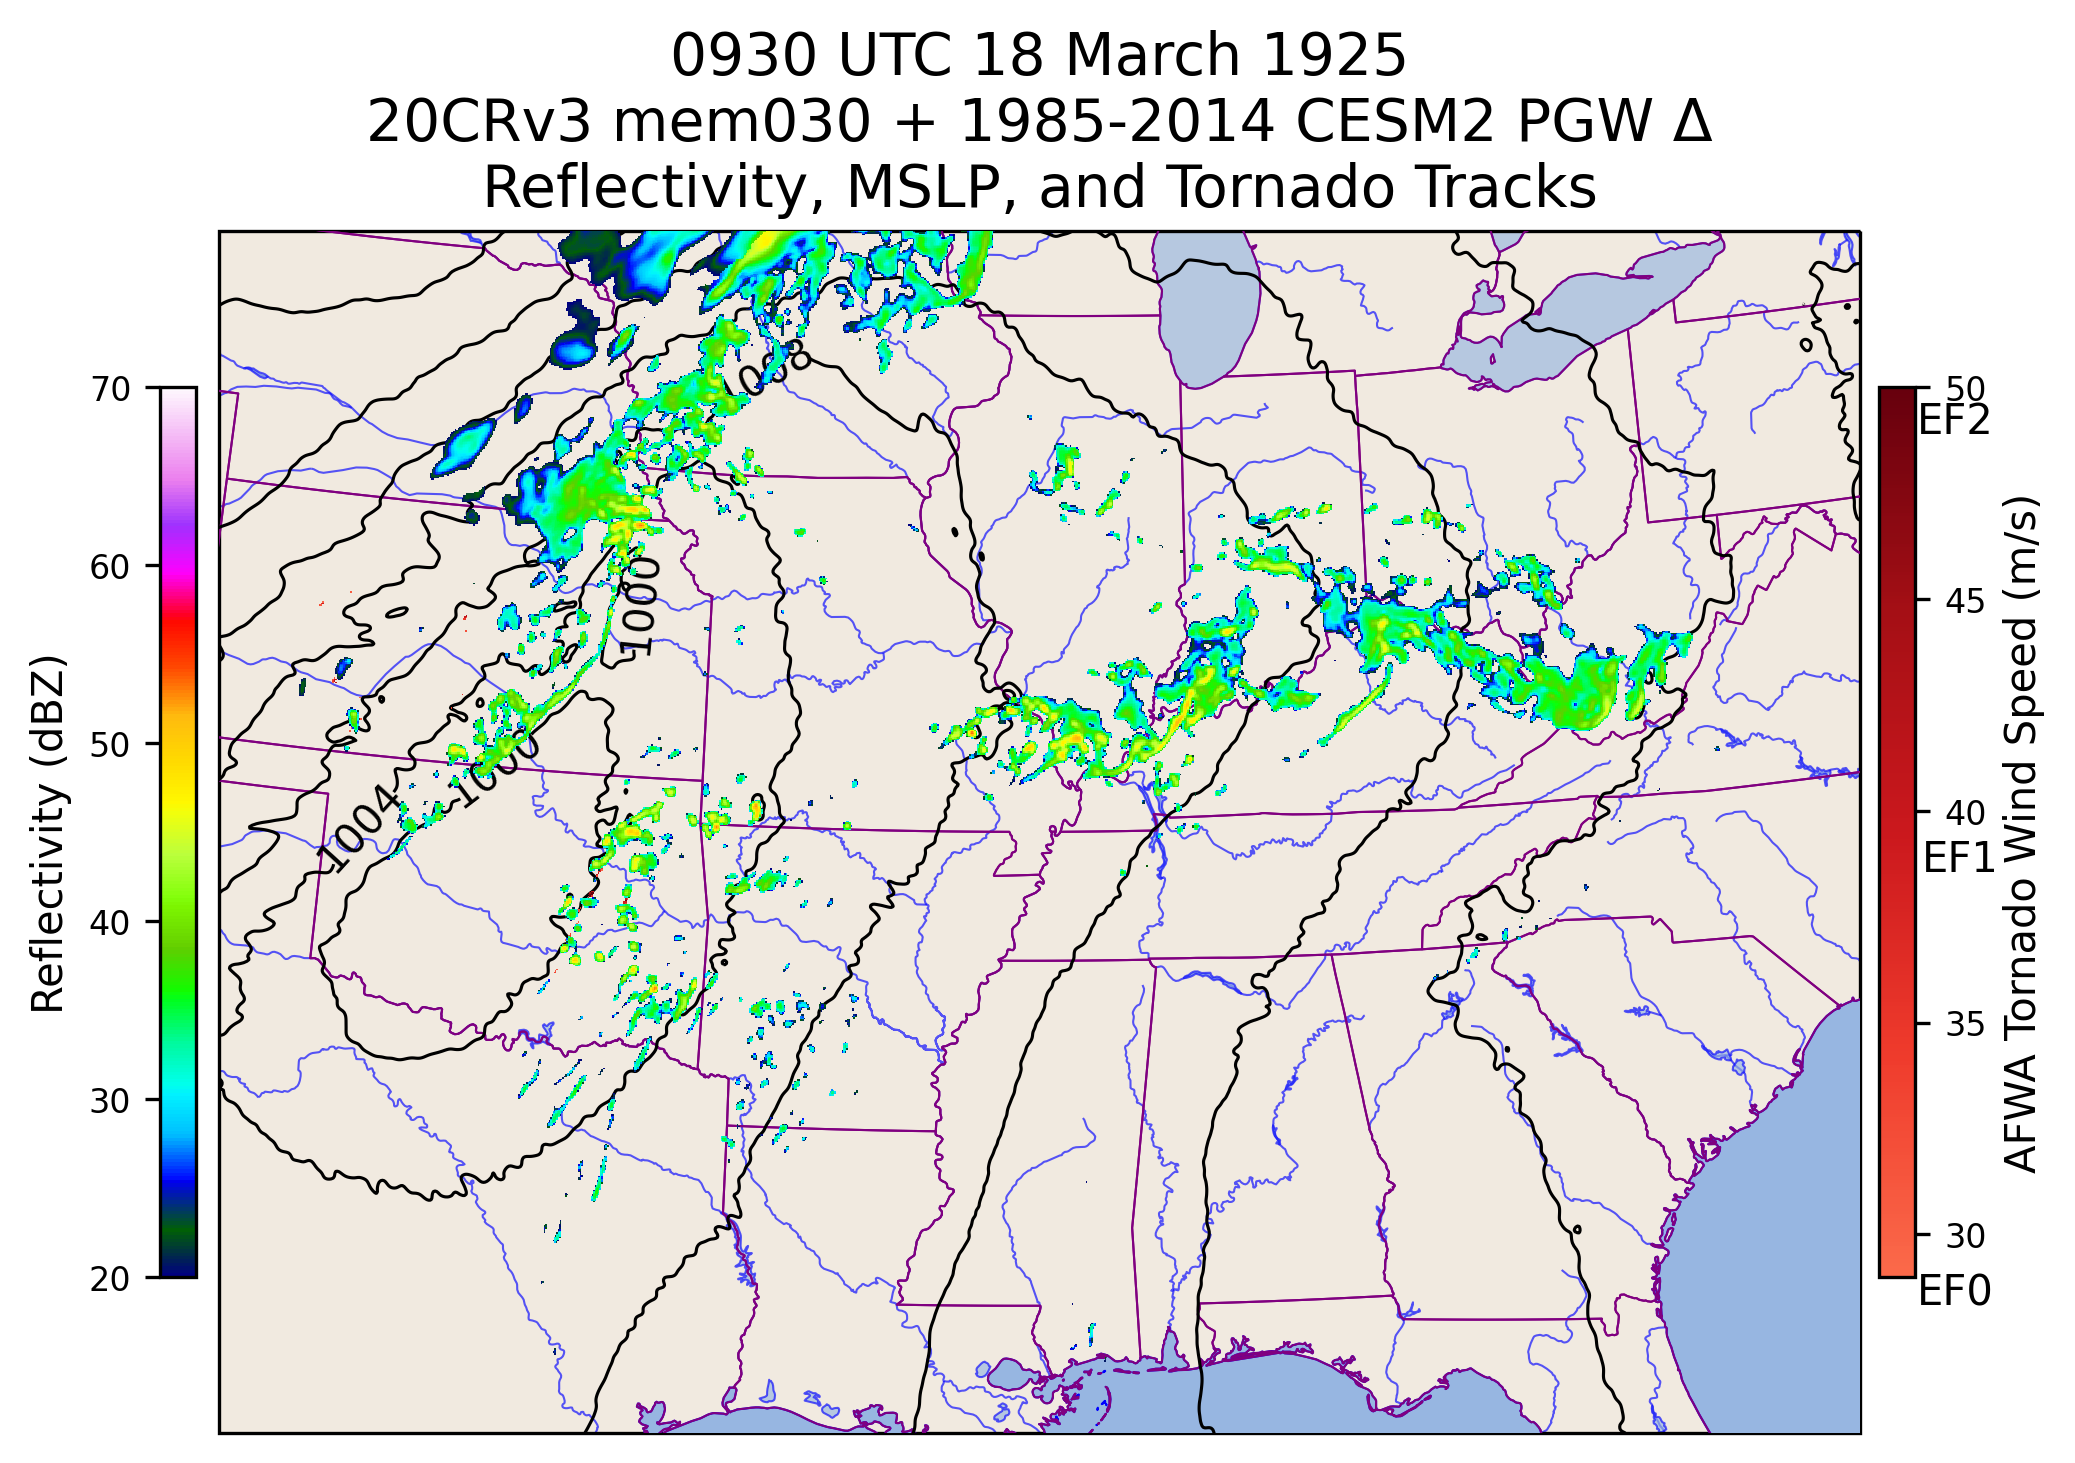 0930 UTC 18 March 1925
20CRv3 mem030 + 1985-2014 CESM2 PGW Δ
Reflectivity, MSLP, and Tornado Tracks
70
60
50
40
30
20
Reflectivity (dBZ)
1008
1000
1000
1004
50
EF2
45
40
EF1
35
30
EF0
AFWA Tornado Wind Speed (m/s)